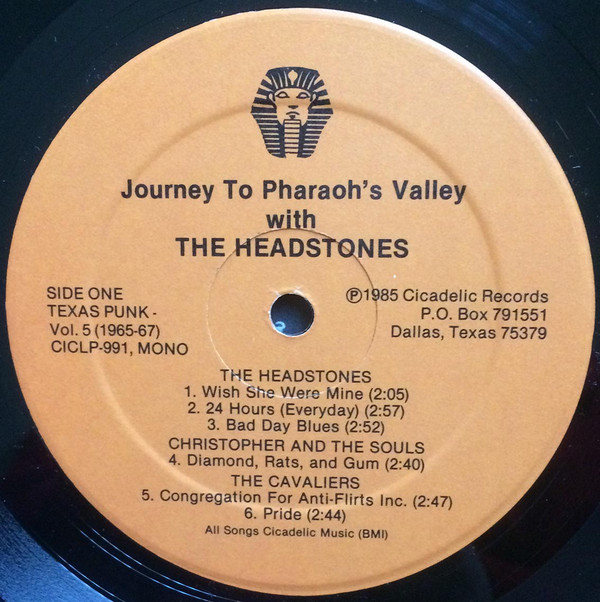 Journey To Pharaoh's Valley
with
THE HEADSTONES
SIDE ONE
TEXAS PUNK -
Vol. 5 (1965-67)
CICLP-991, MONO
℗1985 Cicadelic Records
P.O. Box 791551
Dallas, Texas 75379
THE HEADSTONES
1. Wish She Were Mine (2:05)
2. 24 Hours (Everyday) (2:57)
3. Bad Day Blues (2:52)
CHRISTOPHER AND THE SOULS
4. Diamond, Rats, and Gum (2:40)
THE CAVALIERS
5. Congregation For Anti-Flirts Inc. (2:47)
6. Pride (2:44)
All Songs Cicadelic Music (BMI)